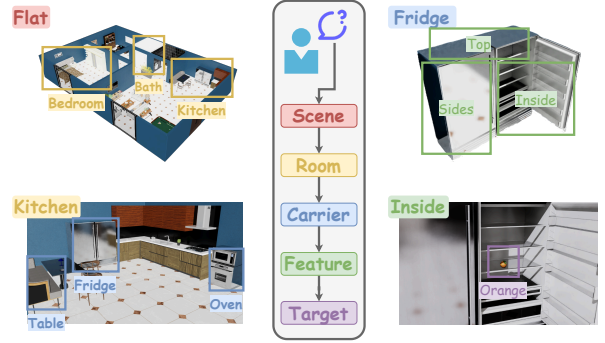 Flat
Bedroom
Bath
Kitchen
Kitchen
Fridge
Table
Oven
?
Scene
Room
Carrier
Feature
Target
Fridge
Top
Sides
Inside
Inside
Orange